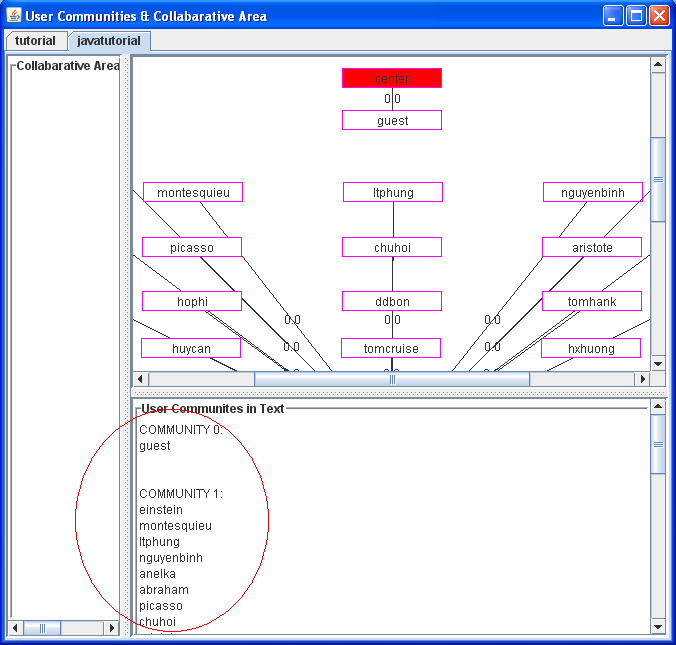 User Communities & Collabarative Area
tutorial
javatutorial
Collabarative Area
center
0.0
guest
montesquieu
ltphung
nguyenbinh
picasso
chuhoi
aristote
hophi
ddbon
tomhank
0.0
0.0
0.0
huycan
tomcruise
hxhuong
0.0
0.0
User Communites in Text
COMMUNITY 0:
guest
COMMUNITY 1:
einstein
montesquieu
ltphung
nguyenbinh
anelka
abraham
picasso
chuhoi